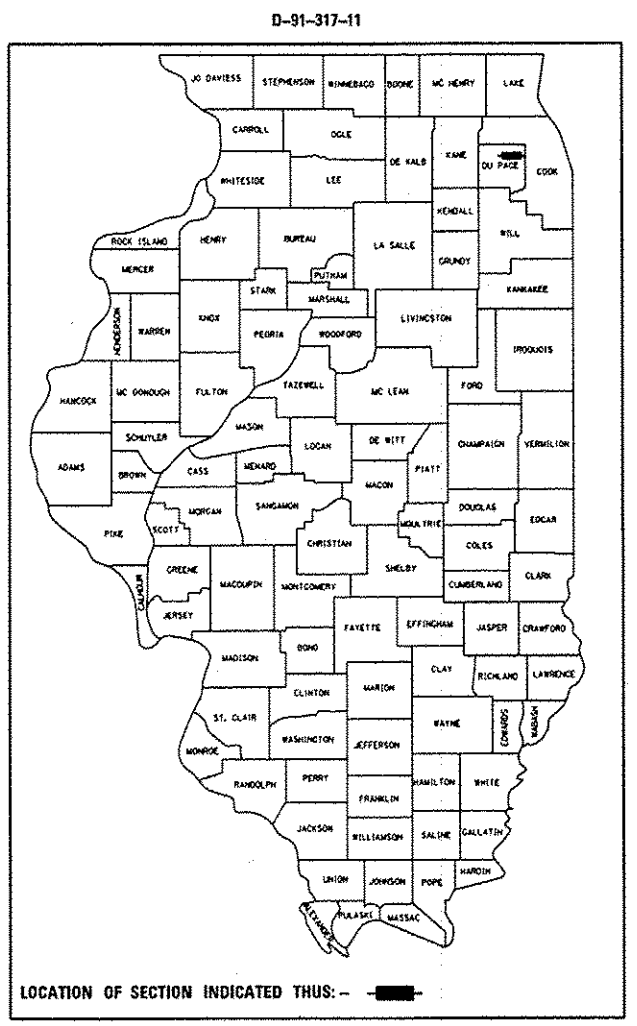 D-91-317-11
JO DAVIESS STEPHENSON WINNEBAGO BOONE MC HENRY LAKE
CARROLL OGLE
DE KALB KANE DU PAGE COOK
WHITESIDE LEE
KENDALL
ROCK ISLAND HENRY BUREAU LA SALLE WILL
MERCER PUTNAM GRUNDY
STARK MARSHALL KANKAKEE
HENDERSON WARREN KNOX PEORIA WOODFORD LIVINGSTON
IROQUOIS
HANCOCK MC DONOUGH FULTON TAZEWELL MC LEAN FORD
MASON
SCHUYLER LOGAN DE WITT CHAMPAIGN VERMILION
ADAMS BROWN CASS MENARD PIATT
MACON
MORGAN SANGAMON DOUGLAS
PIKE SCOTT MOULTRIE EDGAR
CHRISTIAN COLES
GREENE SHELBY
CALHOUN MACOUPIN MONTGOMERY CUMBERLAND CLARK
JERSEY
FAYETTE EFFINGHAM JASPER CRAWFORD
MADISON BOND
CLAY RICHLAND LAWRENCE
CLINTON MARION
ST. CLAIR WAYNE EDWARDS WABASH
MONROE WASHINGTON JEFFERSON
RANDOLPH PERRY HAMILTON WHITE
FRANKLIN
JACKSON WILLIAMSON SALINE GALLATIN
UNION JOHNSON POPE HARDIN
ALEXANDER PULASKI MASSAC
LOCATION OF SECTION INDICATED THUS: –